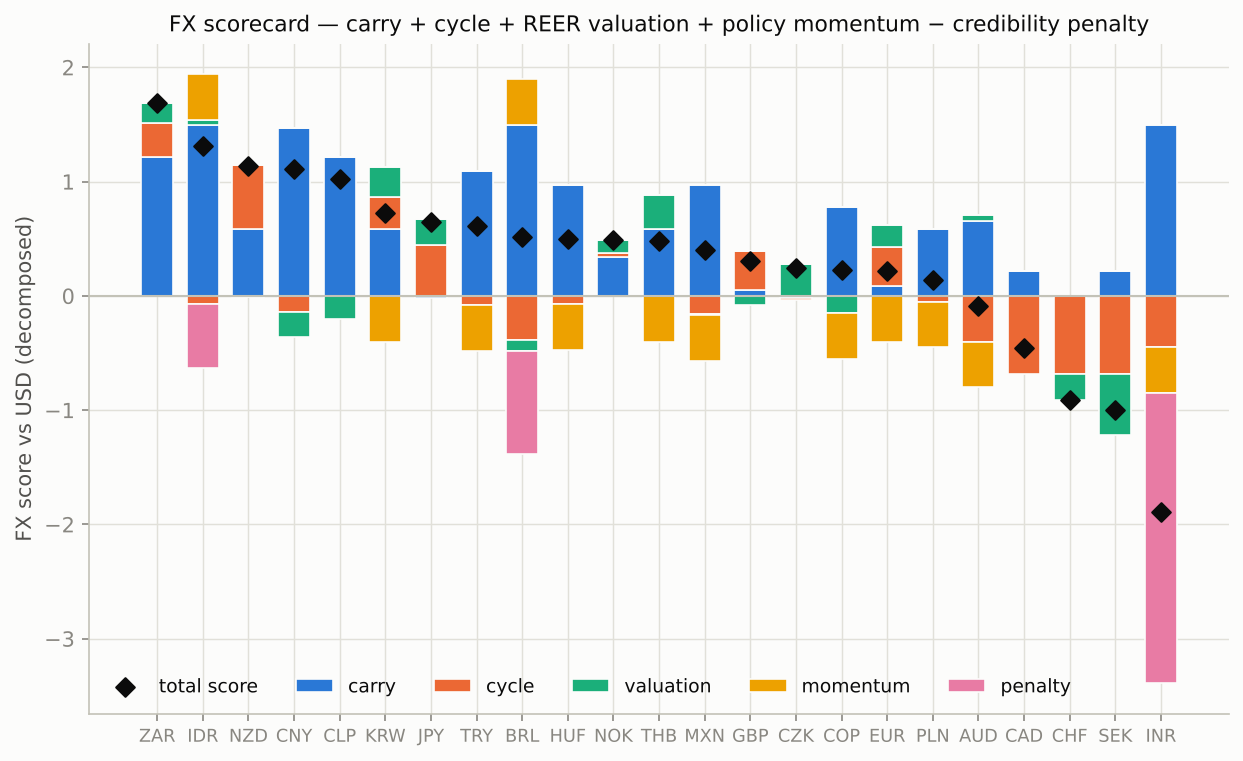 FX scorecard — carry + cycle + REER valuation + policy momentum − credibility penalty
FX score vs USD (decomposed)
2
1
0
−1
−2
−3
total score carry cycle valuation momentum penalty
ZAR IDR NZD CNY CLP KRW JPY TRY BRL HUF NOK THB MXN GBP CZK COP EUR PLN AUD CAD CHF SEK INR